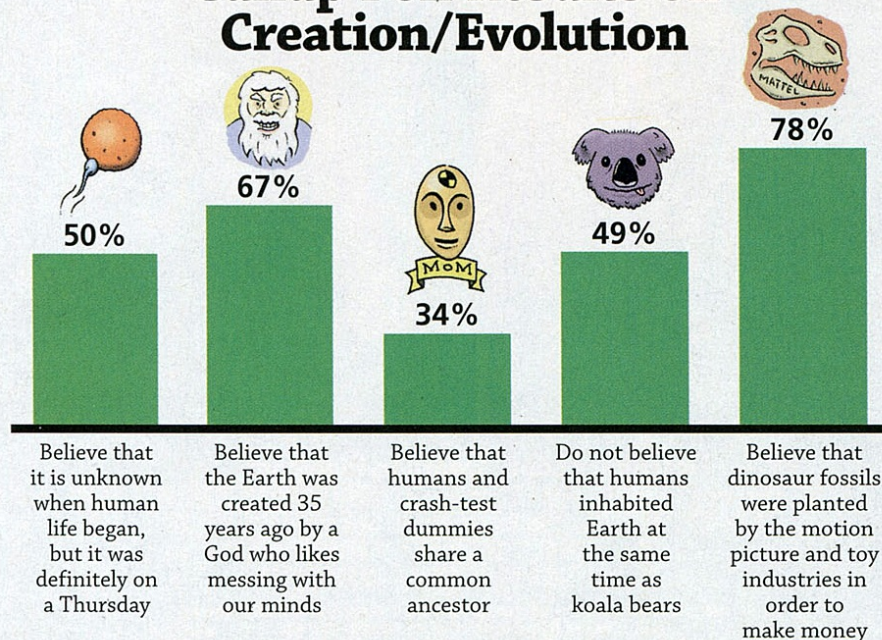 Creation/Evolution
MATTEL
78%
67%
50%
49%
MOM
34%
Believe that
it is unknown
when human
life began,
but it was
definitely on
a Thursday
Believe that
the Earth was
created 35
years ago by a
God who likes
messing with
our minds
Believe that
humans and
crash-test
dummies
share a
common
ancestor
Do not believe
that humans
inhabited
Earth at
the same
time as
koala bears
Believe that
dinosaur fossils
were planted
by the motion
picture and toy
industries in
order to
make money